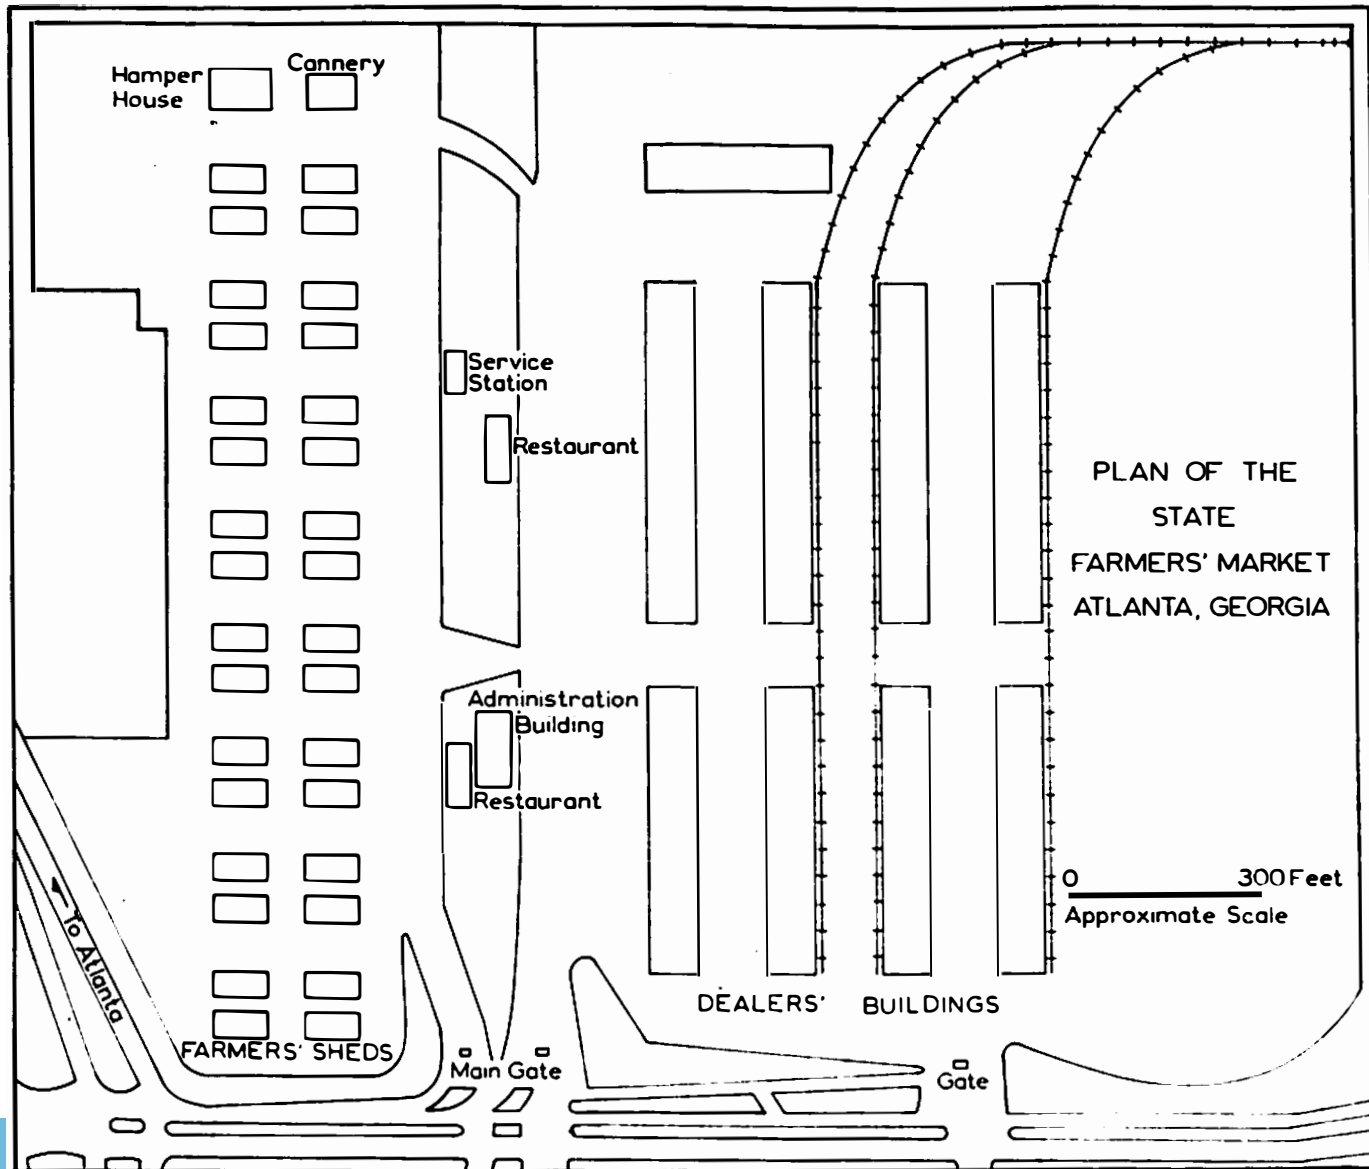 Hamper
House
Cannery
Service
Station
Restaurant
PLAN OF THE
STATE
FARMERS' MARKET
ATLANTA, GEORGIA
Administration
Building
Restaurant
0 300 Feet
Approximate Scale
To Atlanta
DEALERS' BUILDINGS
FARMERS' SHEDS
Main Gate
Gate